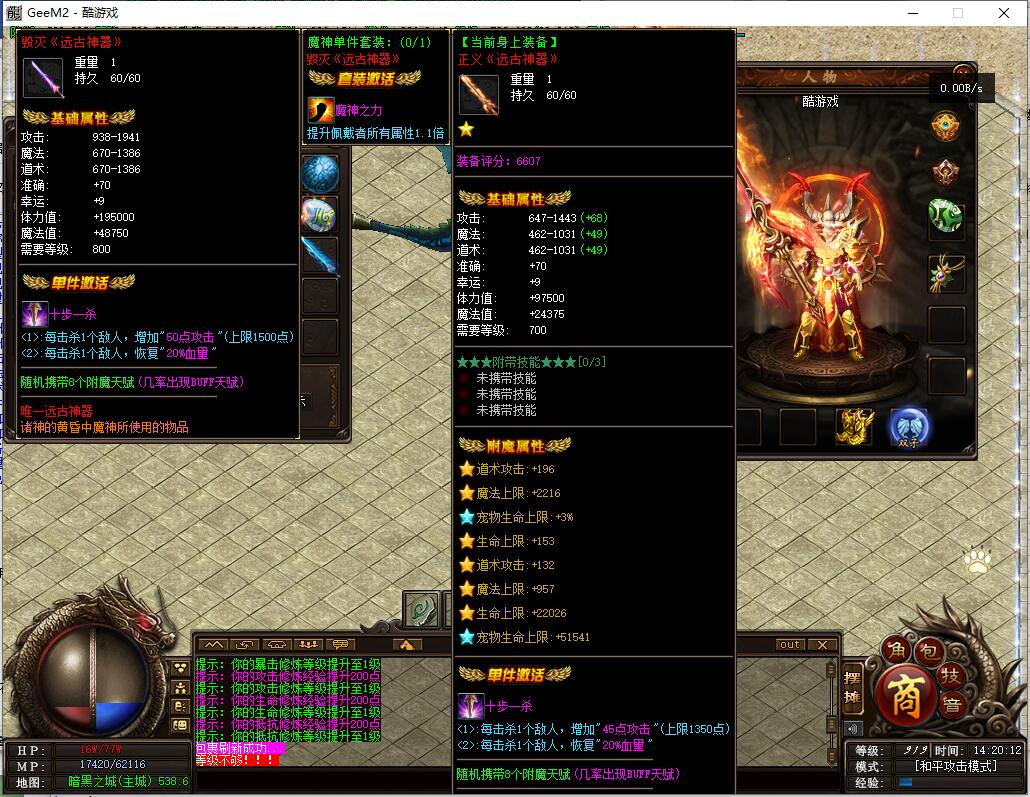 GeeM2 - 酷游戏
毁灭《远古神器》
重量 1
持久 60/60
基础属性
攻击: 938-1941
魔法: 670-1386
道术: 670-1386
准确: +70
幸运: +9
体力值: +195000
魔法值: +48750
需要等级: 800
单件激活
十步一杀
<1>:每击杀1个敌人，增加"50点攻击"(上限1500点)
<2>:每击杀1个敌人，恢复"20%血量"
随机携带8个附魔天赋(几率出现BUFF天赋)
唯一远古神器
诸神的黄昏中魔神所使用的物品
魔神单件套装: (0/1)
毁灭《远古神器》
套装激活
魔神之力
提升佩戴者所有属性1.1倍
【当前身上装备】
正义《远古神器》
重量 1
持久 60/60
装备评分: 6607
基础属性
攻击: 647-1443(+68)
魔法: 462-1031(+49)
道术: 462-1031(+49)
准确: +70
幸运: +9
体力值: +97500
魔法值: +24375
需要等级: 700
★★★附带技能★★★[0/3]
未携带技能
未携带技能
未携带技能
附魔属性
道术攻击:+196
魔法上限:+2216
宠物生命上限:+3%
生命上限:+153
道术攻击:+132
魔法上限:+957
生命上限:+22026
宠物生命上限:+51541
单件激活
十步一杀
<1>:每击杀1个敌人，增加"45点攻击"(上限1350点)
<2>:每击杀1个敌人，恢复"20%血量"
随机携带8个附魔天赋(几率出现BUFF天赋)
人物
0.00B/s
酷游戏
双子
out
提示: 你的暴击修炼等级提升至1级
提示: 你的攻击修炼经验提升200点
提示: 你的攻击修炼等级提升至1级
提示: 你的生命修炼经验提升200点
提示: 你的生命修炼等级提升至1级
提示: 你的抵抗修炼经验提升200点
提示: 你的抵抗修炼等级提升至1级
包裹刷新成功...
等级不够！！！
HP: 16W/77W
MP: 17420/62116
地图: 暗黑之城(主城) 538:6
摆摊
角
包
技
商
音
等级: 时间: 14:20:12
模式: [和平攻击模式]
经验: